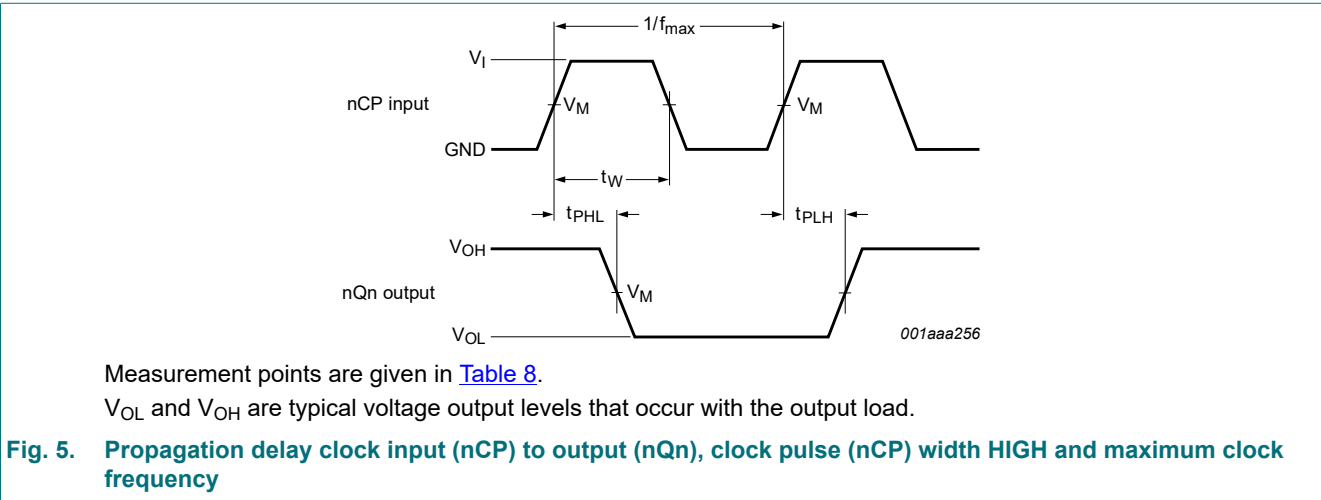 1/fmax
VI
nCP input
VM
VM
GND
tW
tPHL
tPLH
VOH
nQn output
VM
VOL
001aaa256
Measurement points are given in Table 8.
VOL and VOH are typical voltage output levels that occur with the output load.
Fig. 5. Propagation delay clock input (nCP) to output (nQn), clock pulse (nCP) width HIGH and maximum clock
frequency